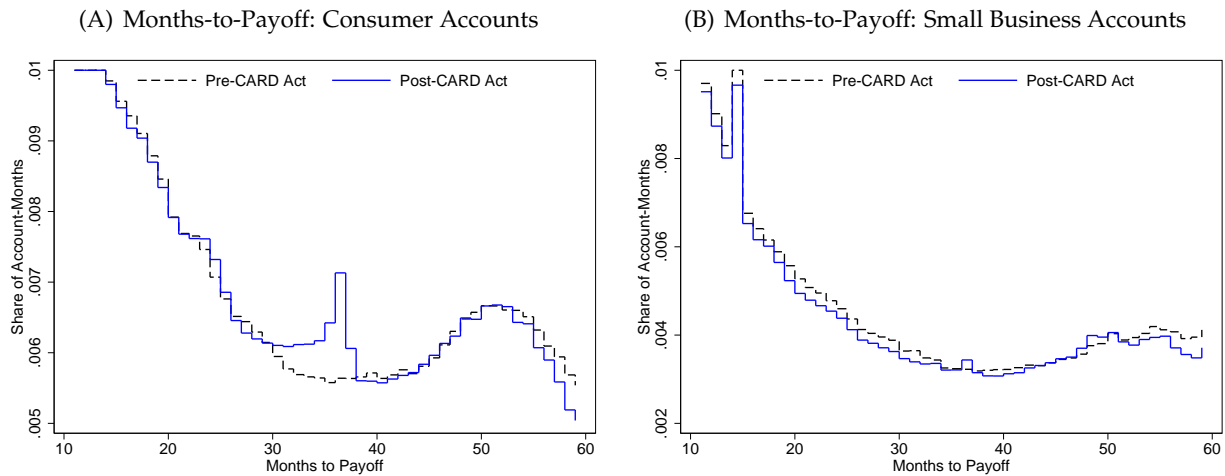 (A) Months-to-Payoff: Consumer Accounts
Pre-CARD Act
Post-CARD Act
Share of Account-Months
.01
.009
.008
.007
.006
.005
10 20 30 40 50 60
Months to Payoff
(B) Months-to-Payoff: Small Business Accounts
Pre-CARD Act
Post-CARD Act
Share of Account-Months
.01
.008
.006
.004
.002
10 20 30 40 50 60
Months to Payoff